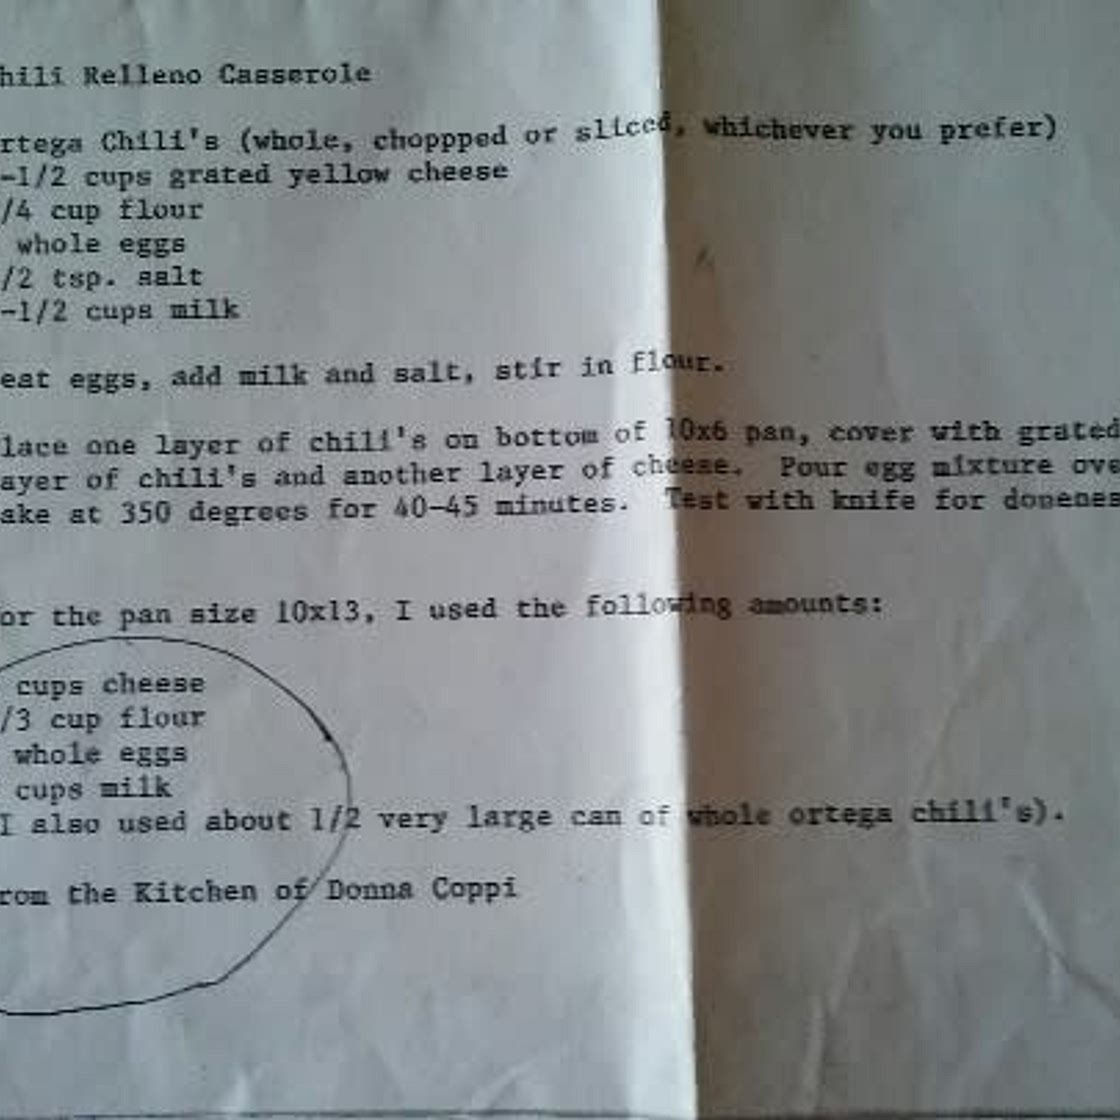 hili Relleno Casserole
rtega Chili's (whole, choppped or sliced, whichever you prefer)
-1/2 cups grated yellow cheese
/4 cup flour
whole eggs
/2 tsp. salt
-1/2 cups milk
eat eggs, add milk and salt, stir in flour.
lace one layer of chili's on bottom of 10x6 pan, cover with grated
ayer of chili's and another layer of cheese. Pour egg mixture ove
ake at 350 degrees for 40-45 minutes. Test with knife for donenes
or the pan size 10x13, I used the following amounts:
cups cheese
/3 cup flour
whole eggs
cups milk
I also used about 1/2 very large can of whole ortega chili's).
rom the Kitchen of Donna Coppi